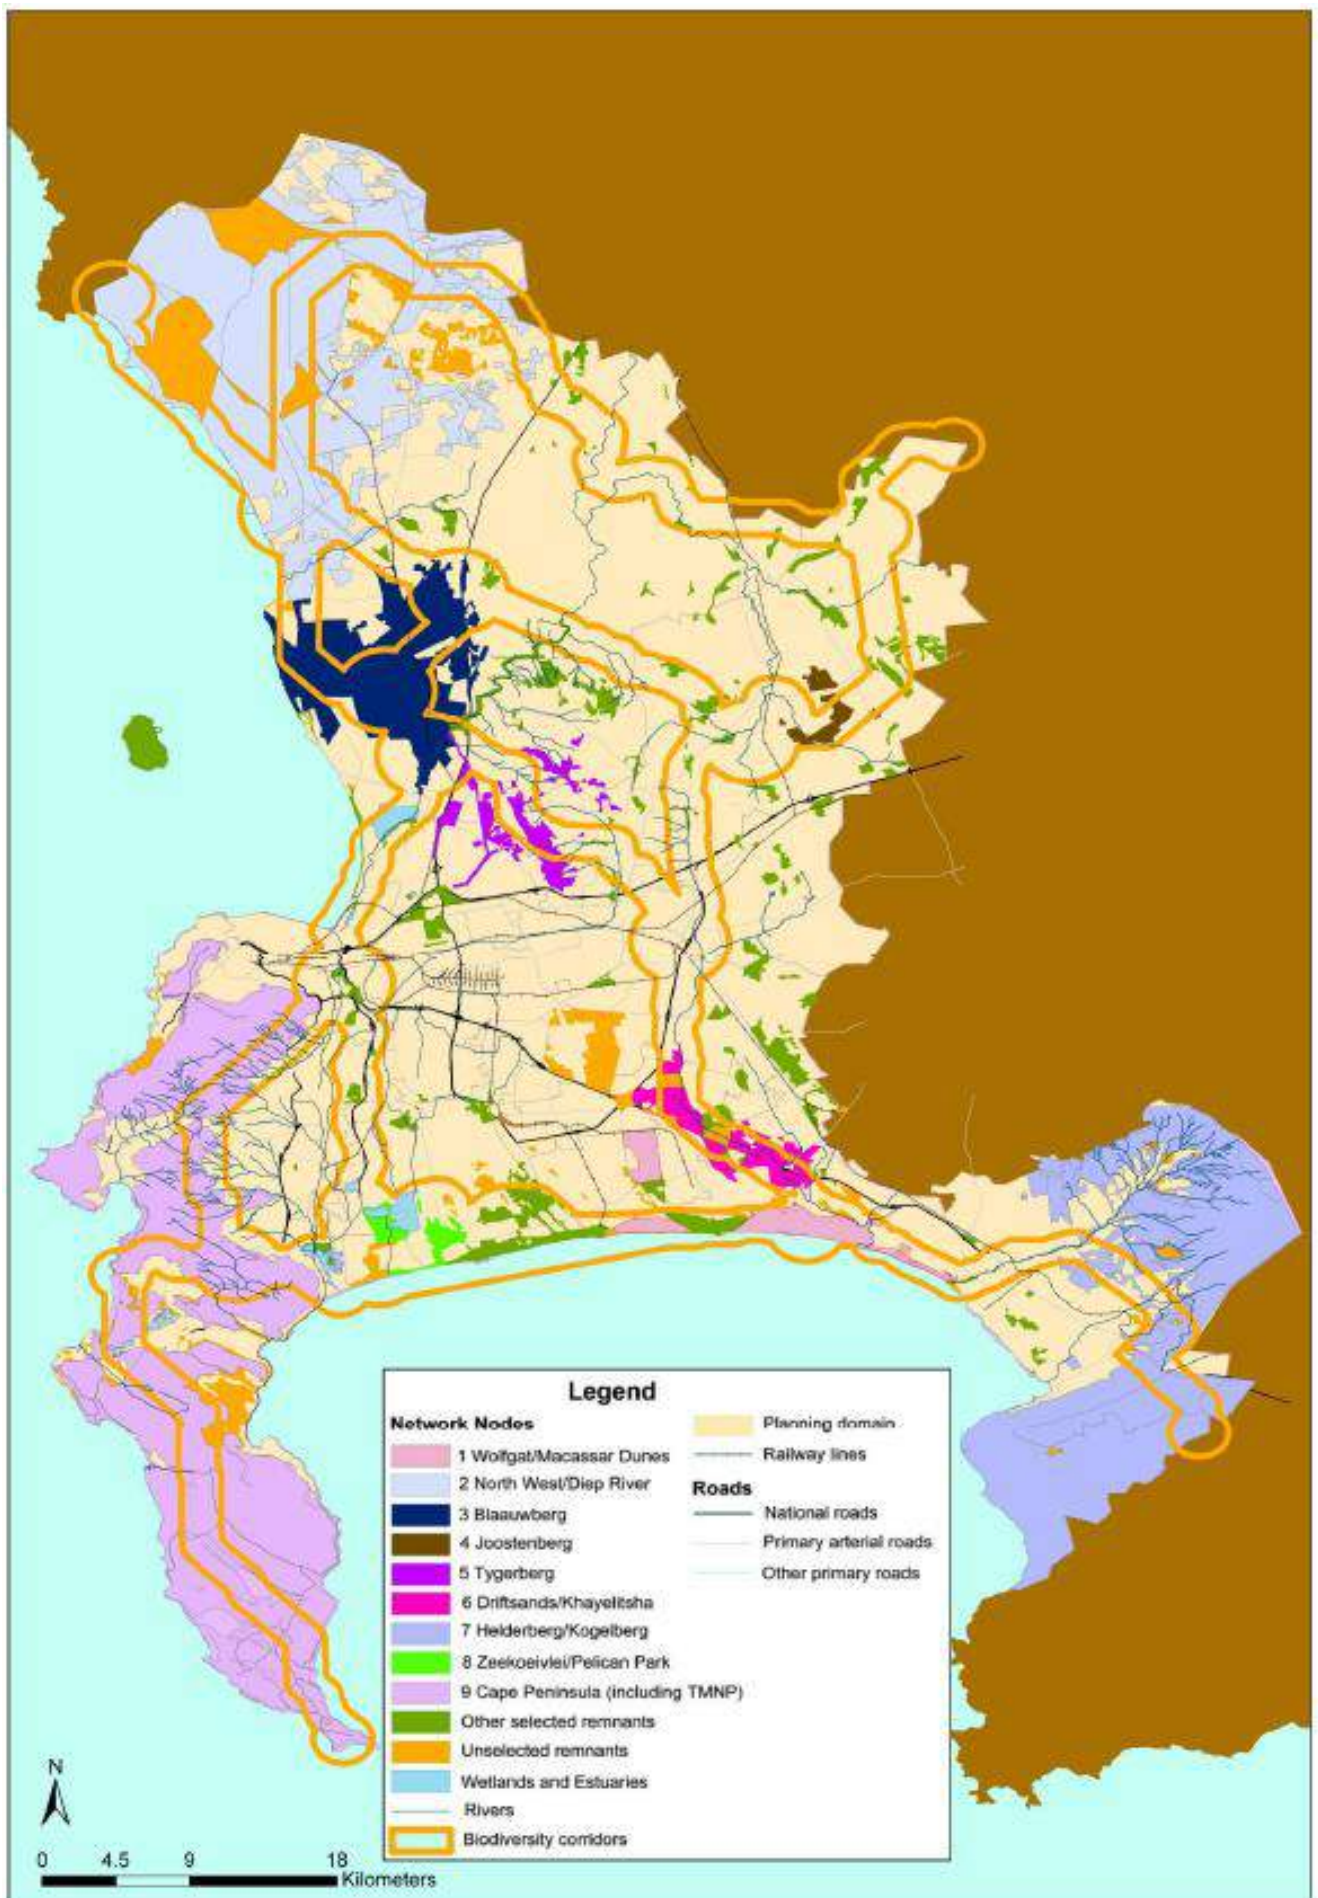 Legend
Network Nodes
1 Wolfgat/Macassar Dunes
2 North West/Diep River
3 Blaauwberg
4 Joostenberg
5 Tygerberg
6 Driftsands/Khayelitsha
7 Helderberg/Kogelberg
8 Zeekoeivlei/Pelican Park
9 Cape Peninsula (including TMNP)
Other selected remnants
Unselected remnants
Wetlands and Estuaries
Rivers
Biodiversity corridors
Planning domain
Railway lines
Roads
National roads
Primary arterial roads
Other primary roads
N
0 4.5 9 18
Kilometers